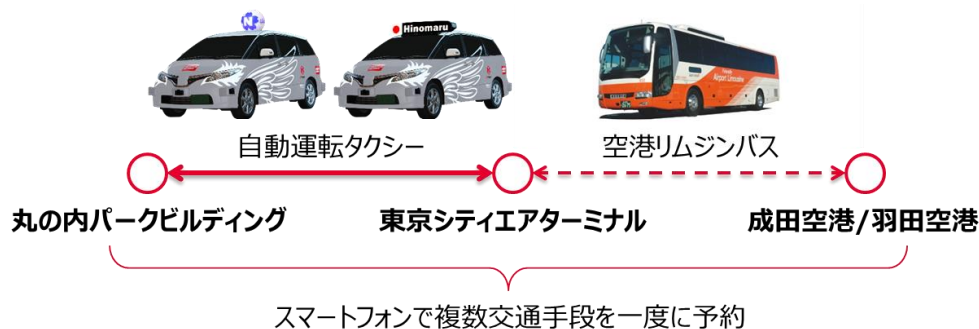 N
Hinomaru
Airport Limousine
自動運転タクシー
空港リムジンバス
丸の内パークビルディング
東京シティエアターミナル
成田空港/羽田空港
スマートフォンで複数交通手段を一度に予約